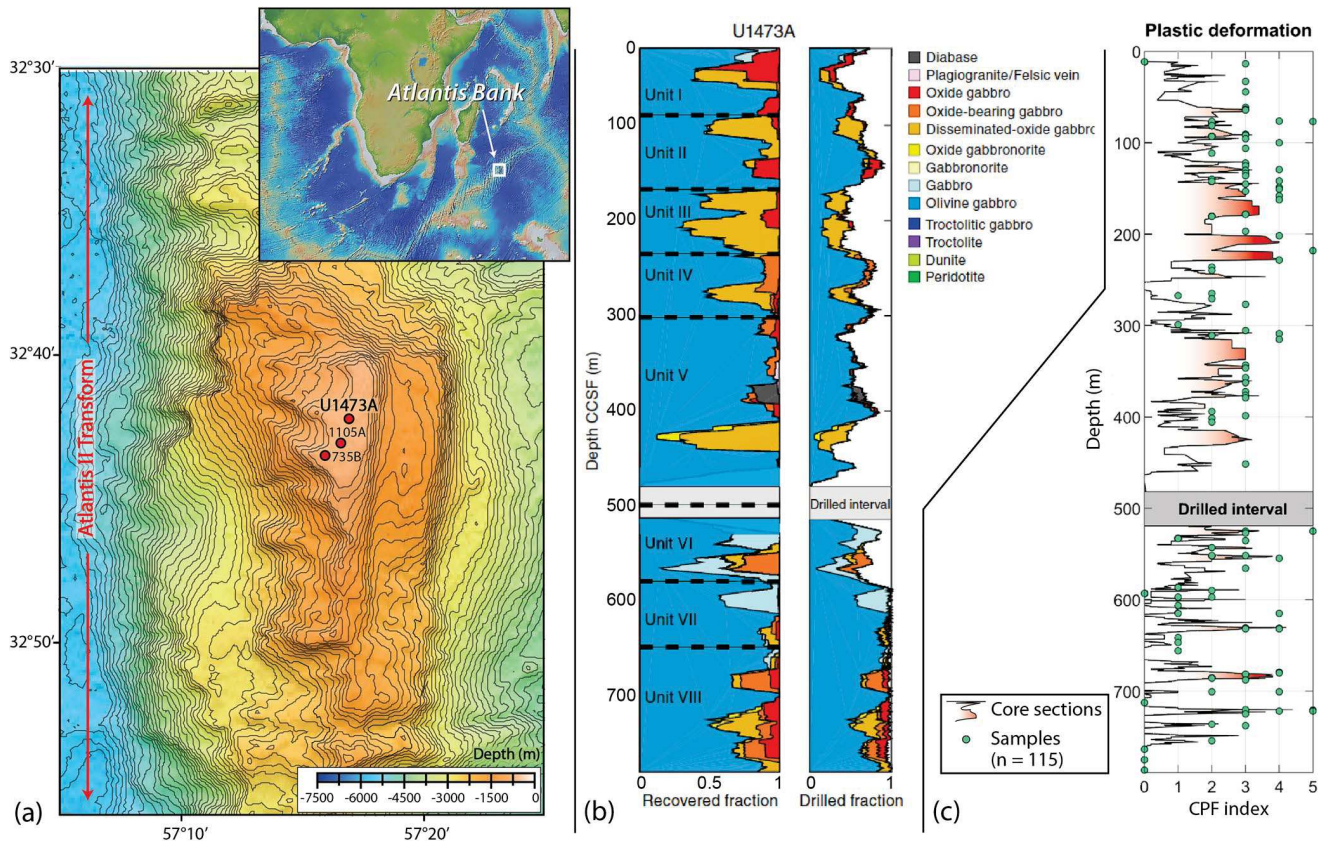 (a)
32°30'
32°40'
32°50'
57°10'
57°20'
Atlantis II Transform
Atlantis Bank
U1473A
1105A
735B
Depth (m)
-7500 -6000 -4500 -3000 -1500 0
(b)
U1473A
Depth CCSF (m)
0
100
200
300
400
500
600
700
Unit I
Unit II
Unit III
Unit IV
Unit V
Unit VI
Unit VII
Unit VIII
Drilled interval
0 0.5 1
Recovered fraction
0 1
Drilled fraction
Diabase
Plagiogranite/Felsic vein
Oxide gabbro
Oxide-bearing gabbro
Disseminated-oxide gabbrc
Oxide gabbronorite
Gabbronorite
Gabbro
Olivine gabbro
Troctolitic gabbro
Troctolite
Dunite
Peridotite
(c)
Plastic deformation
Depth (m)
0
100
200
300
400
500
600
700
Drilled interval
0 1 2 3 4 5
CPF index
Core sections
Samples
(n = 115)